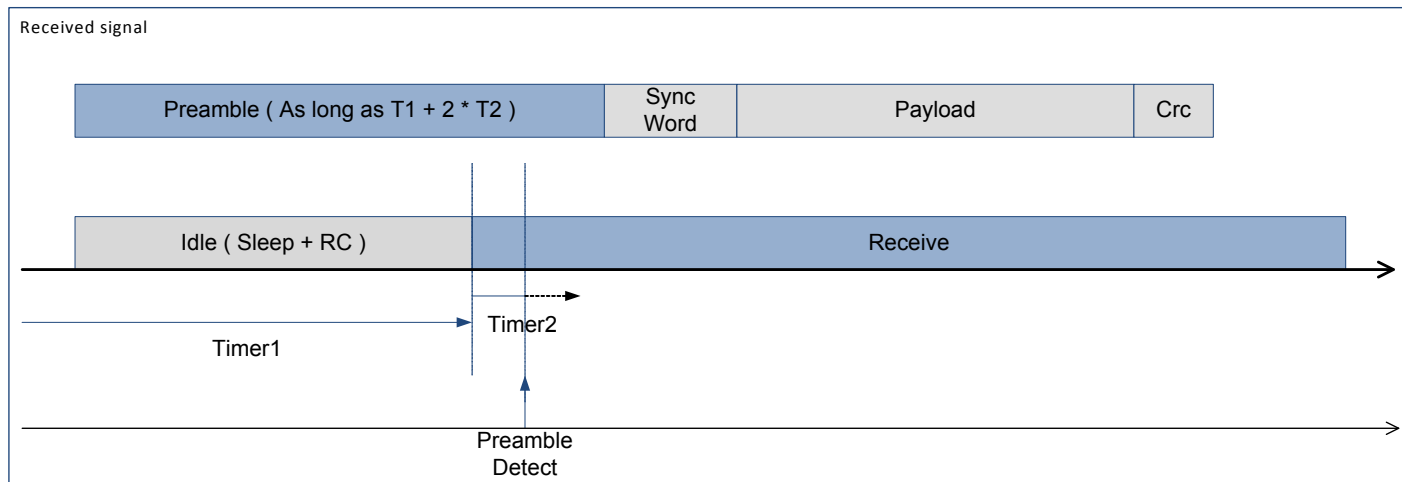 Received signal
Preamble ( As long as T1 + 2 * T2 )
Sync
Word
Payload
Crc
Idle ( Sleep + RC )
Receive
Timer2
Timer1
Preamble
Detect